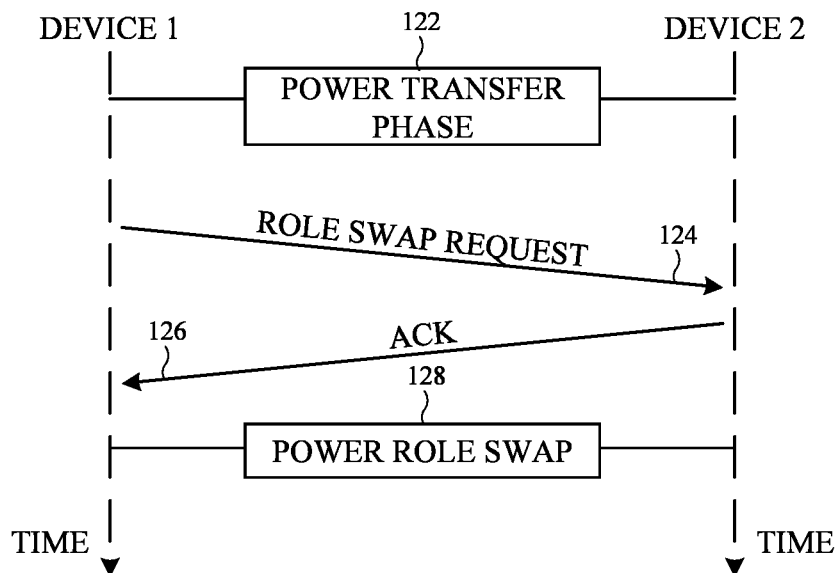 DEVICE 1
122
DEVICE 2
POWER TRANSFER
PHASE
ROLE SWAP REQUEST
124
126
ACK
128
POWER ROLE SWAP
TIME
TIME